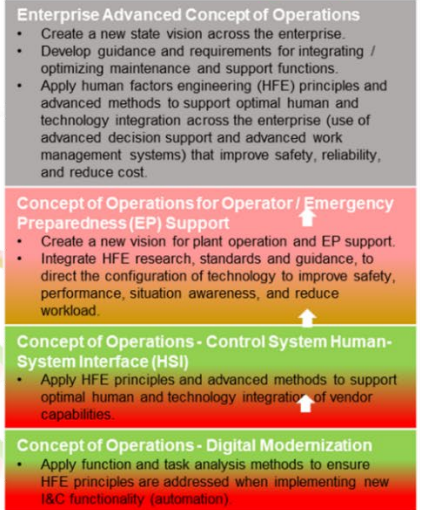 Enterprise Advanced Concept of Operations
• Create a new state vision across the enterprise.
• Develop guidance and requirements for integrating /
optimizing maintenance and support functions.
• Apply human factors engineering (HFE) principles and
advanced methods to support optimal human and
technology integration across the enterprise (use of
advanced decision support and advanced work
management systems) that improve safety, reliability,
and reduce cost.
Concept of Operations for Operator / Emergency
Preparedness (EP) Support
• Create a new vision for plant operation and EP support.
• Integrate HFE research, standards and guidance, to
direct the configuration of technology to improve safety,
performance, situation awareness, and reduce
workload.
Concept of Operations - Control System Human-
System Interface (HSI)
• Apply HFE principles and advanced methods to support
optimal human and technology integration of vendor
capabilities.
Concept of Operations - Digital Modernization
• Apply function and task analysis methods to ensure
HFE principles are addressed when implementing new
I&C functionality (automation)